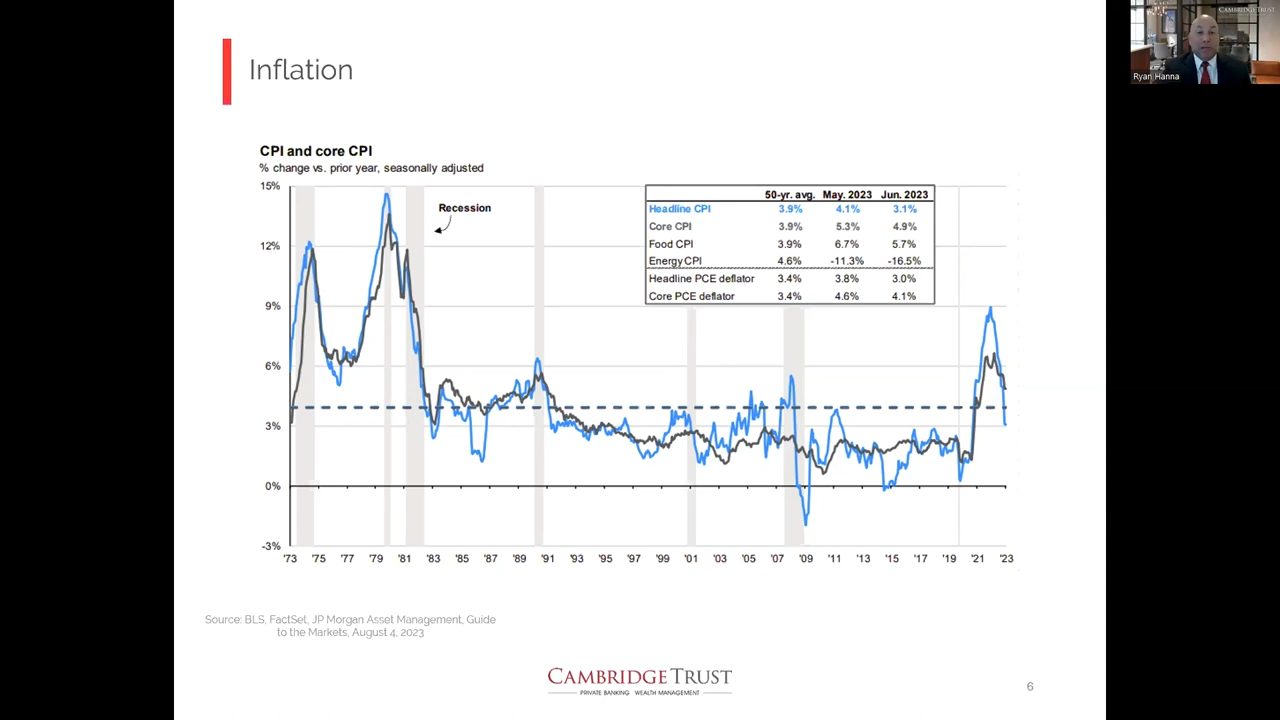 Inflation
CPI and core CPI
% change vs. prior year, seasonally adjusted
15%
12%
9%
6%
3%
0%
-3%
Recession
50-yr. avg. May. 2023 Jun. 2023
Headline CPI 3.9% 4.1% 3.1%
Core CPI 3.9% 5.3% 4.9%
Food CPI 3.9% 6.7% 5.7%
Energy CPI 4.6% -11.3% -16.5%
Headline PCE deflator 3.4% 3.8% 3.0%
Core PCE deflator 3.4% 4.6% 4.1%
'73 '75 '77 '79 '81 '83 '85 '87 '89 '91 '93 '95 '97 '99 '01 '03 '05 '07 '09 '11 '13 '15 '17 '19 '21 '23
Source: BLS, FactSet, JP Morgan Asset Management, Guide
to the Markets, August 4, 2023
CAMBRIDGE TRUST
PRIVATE BANKING WEALTH MANAGEMENT
6
CAMBRIDGE TRUST
Ryan Hanna